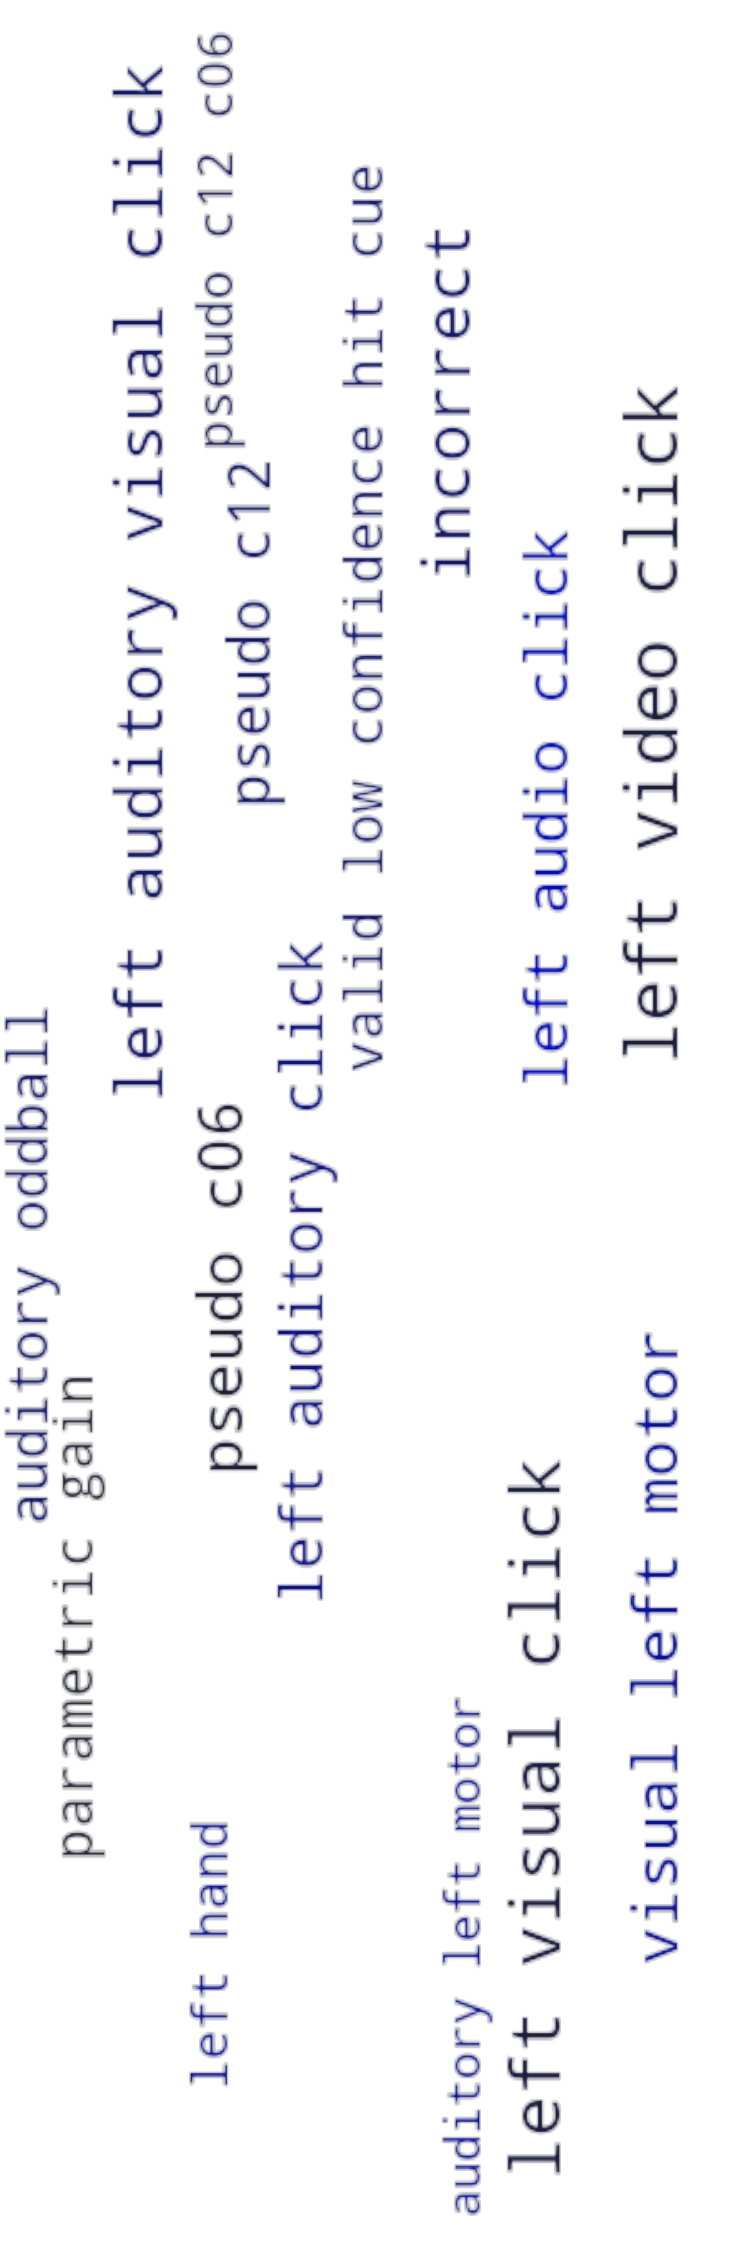 auditory oddball
parametric gain
left auditory visual click
pseudo c12 c06
pseudo c06
left hand
pseudo c12
left auditory click
valid low confidence hit cue
incorrect
auditory left motor
left audio click
left visual click
left video click
visual left motor